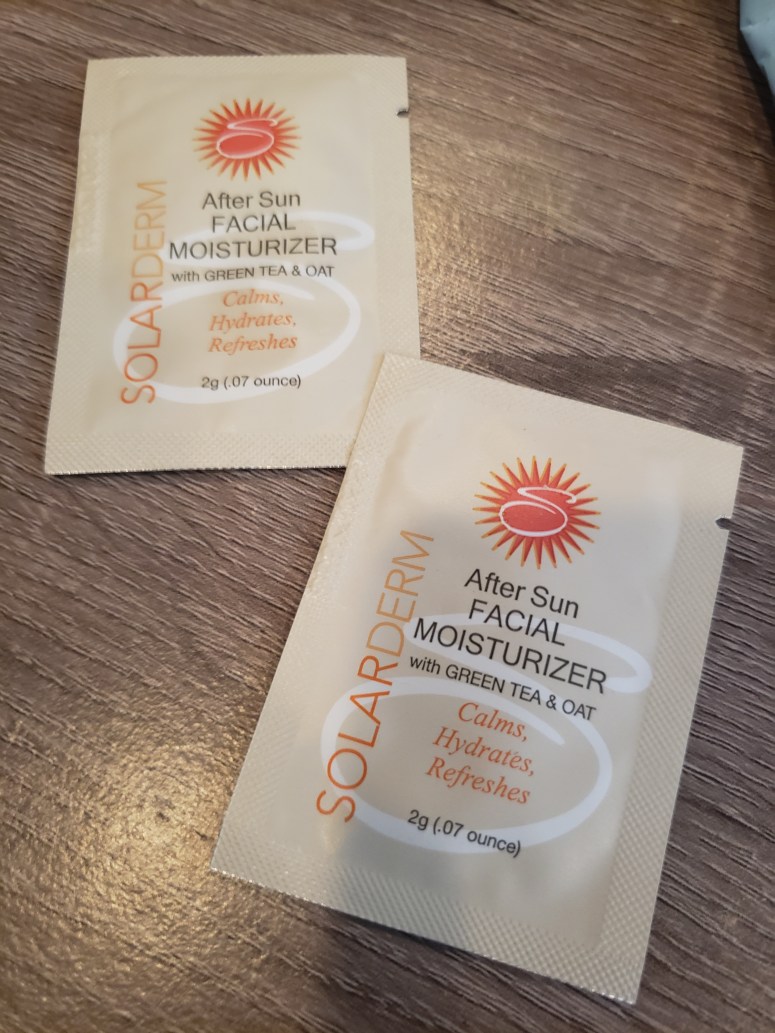 SOLARDERM
After Sun
FACIAL
MOISTURIZER
with GREEN TEA & OAT
Calms,
Hydrates,
Refreshes
2g (.07 ounce)
SOLARDERM
After Sun
FACIAL
MOISTURIZER
with GREEN TEA & OAT
Calms,
Hydrates,
Refreshes
2g (.07 ounce)